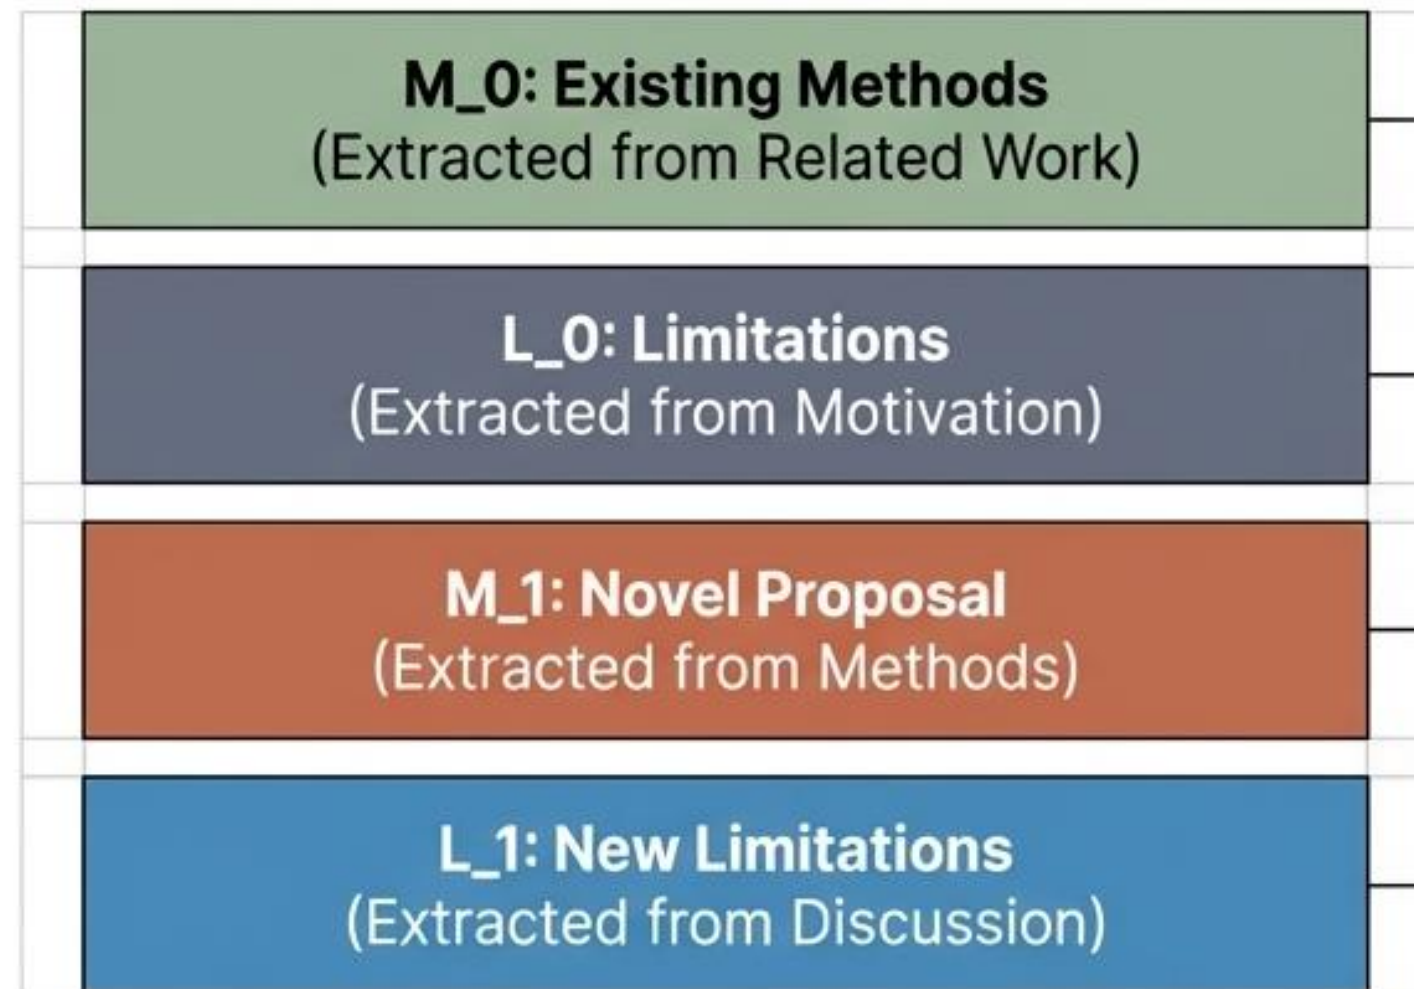 M_0: Existing Methods
(Extracted from Related Work)
L_0: Limitations
(Extracted from Motivation)
M_1: Novel Proposal
(Extracted from Methods)
L_1: New Limitations
(Extracted from Discussion)